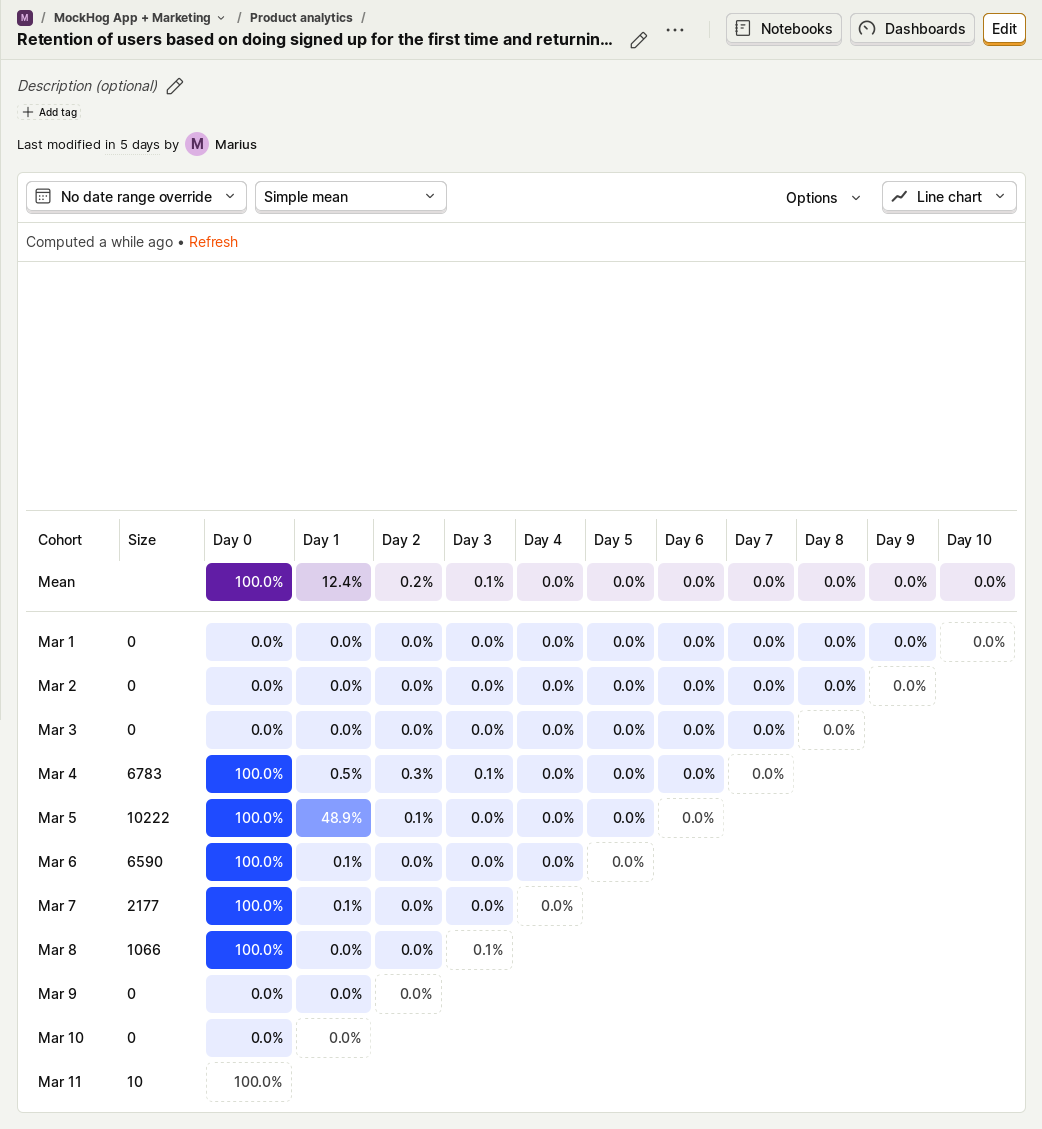 M / MockHog App + Marketing / Product analytics /
Retention of users based on doing signed up for the first time and returnin...
Notebooks Dashboards Edit
Description (optional)
Add tag
Last modified in 5 days by M Marius
No date range override Simple mean Options Line chart
Computed a while ago • Refresh
Cohort Size Day 0 Day 1 Day 2 Day 3 Day 4 Day 5 Day 6 Day 7 Day 8 Day 9 Day 10
Mean 100.0% 12.4% 0.2% 0.1% 0.0% 0.0% 0.0% 0.0% 0.0% 0.0% 0.0%
Mar 1 0 0.0% 0.0% 0.0% 0.0% 0.0% 0.0% 0.0% 0.0% 0.0% 0.0% 0.0%
Mar 2 0 0.0% 0.0% 0.0% 0.0% 0.0% 0.0% 0.0% 0.0% 0.0% 0.0%
Mar 3 0 0.0% 0.0% 0.0% 0.0% 0.0% 0.0% 0.0% 0.0% 0.0%
Mar 4 6783 100.0% 0.5% 0.3% 0.1% 0.0% 0.0% 0.0% 0.0%
Mar 5 10222 100.0% 48.9% 0.1% 0.0% 0.0% 0.0% 0.0%
Mar 6 6590 100.0% 0.1% 0.0% 0.0% 0.0% 0.0%
Mar 7 2177 100.0% 0.1% 0.0% 0.0% 0.0%
Mar 8 1066 100.0% 0.0% 0.0% 0.1%
Mar 9 0 0.0% 0.0% 0.0%
Mar 10 0 0.0% 0.0%
Mar 11 10 100.0%